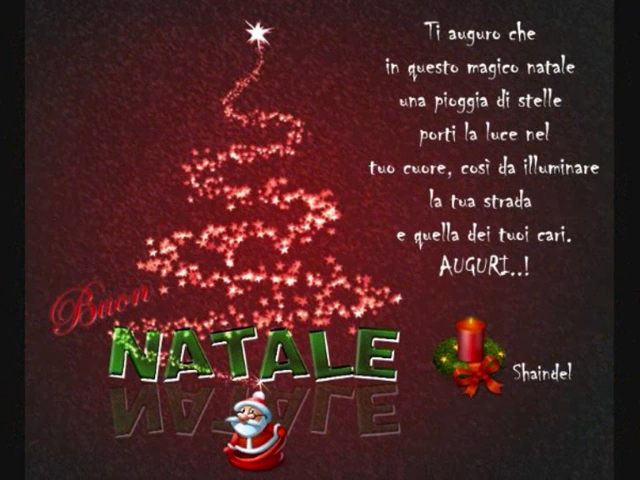 Ti auguro che
in questo magico natale
una pioggia di stelle
porti la luce nel
tuo cuore, così da illuminare
la tua strada
e quella dei tuoi cari.
AUGURI..!
Buon
NATALE
Shaindel